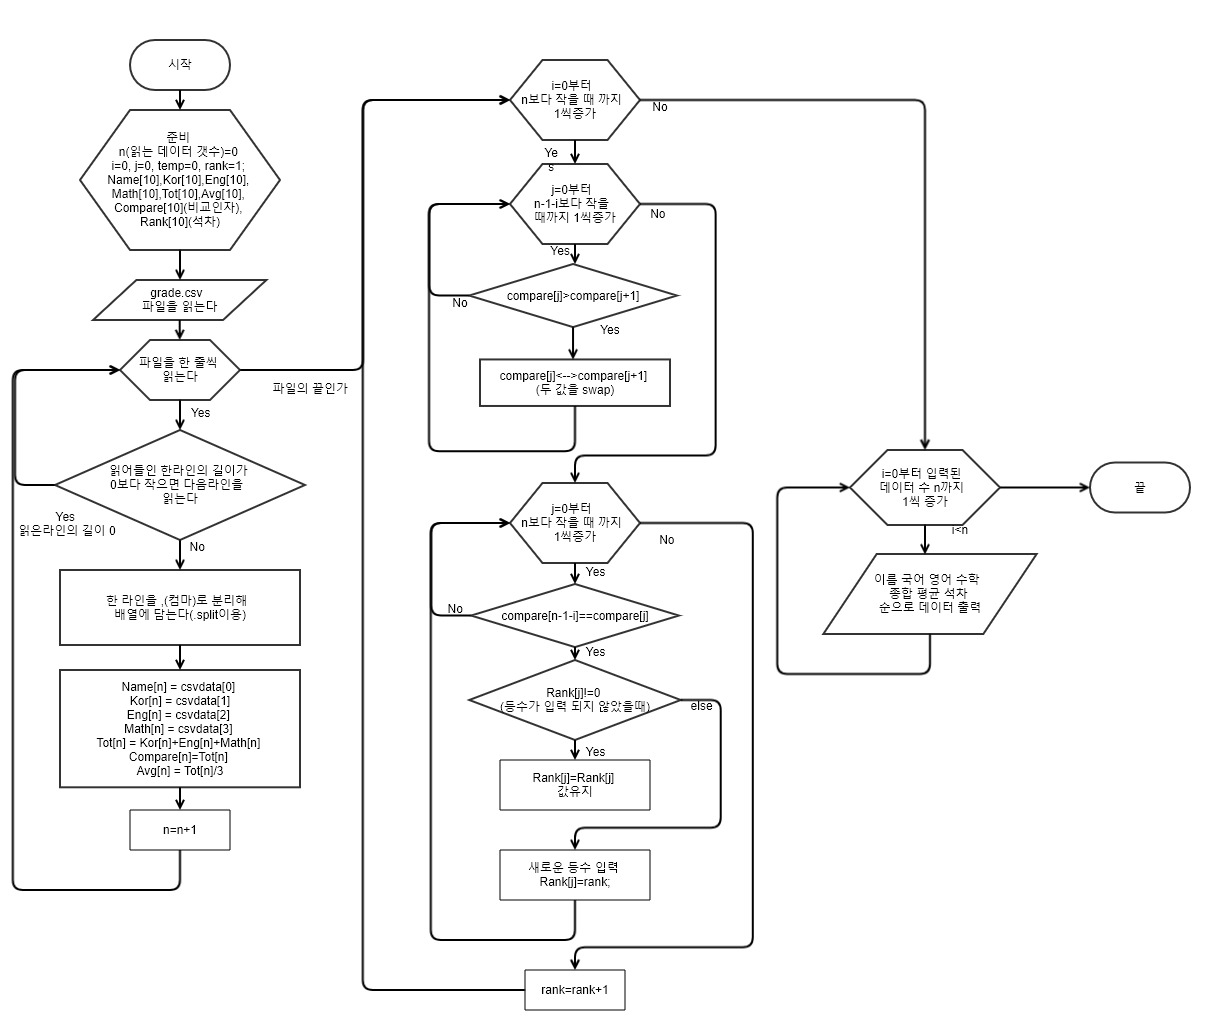 시작
준비
n(읽는 데이터 갯수)=0
i=0, j=0, temp=0, rank=1;
Name[10],Kor[10],Eng[10],
Math[10],Tot[10],Avg[10],
Compare[10](비교인자),
Rank[10](석차)
grade.csv
파일을 읽는다
파일을 한 줄씩
읽는다
파일의 끝인가
Yes
읽어들인 한라인의 길이가
0보다 작으면 다음라인을
읽는다
Yes
읽은라인의 길이 0
No
한 라인을 ,(컴마)로 분리해
배열에 담는다(.split이용)
Name[n] = csvdata[0]
Kor[n] = csvdata[1]
Eng[n] = csvdata[2]
Math[n] = csvdata[3]
Tot[n] = Kor[n]+Eng[n]+Math[n]
Compare[n]=Tot[n]
Avg[n] = Tot[n]/3
n=n+1
i=0부터
n보다 작을 때 까지
1씩증가
No
Ye
s
j=0부터
n-1-i보다 작을
때까지 1씩증가
No
Yes
compare[j]>compare[j+1]
No
Yes
compare[j]<-->compare[j+1]
(두 값을 swap)
j=0부터
n보다 작을 때 까지
1씩증가
No
Yes
compare[n-1-i]==compare[j]
No
Yes
Rank[j]!=0
(등수가 입력 되지 않았을때)
else
Yes
Rank[j]=Rank[j]
값유지
새로운 등수 입력
Rank[j]=rank;
rank=rank+1
i=0부터 입력된
데이터 수 n까지
1씩 증가
i<n
이름 국어 영어 수학
종합 평균 석차
순으로 데이터 출력
끝